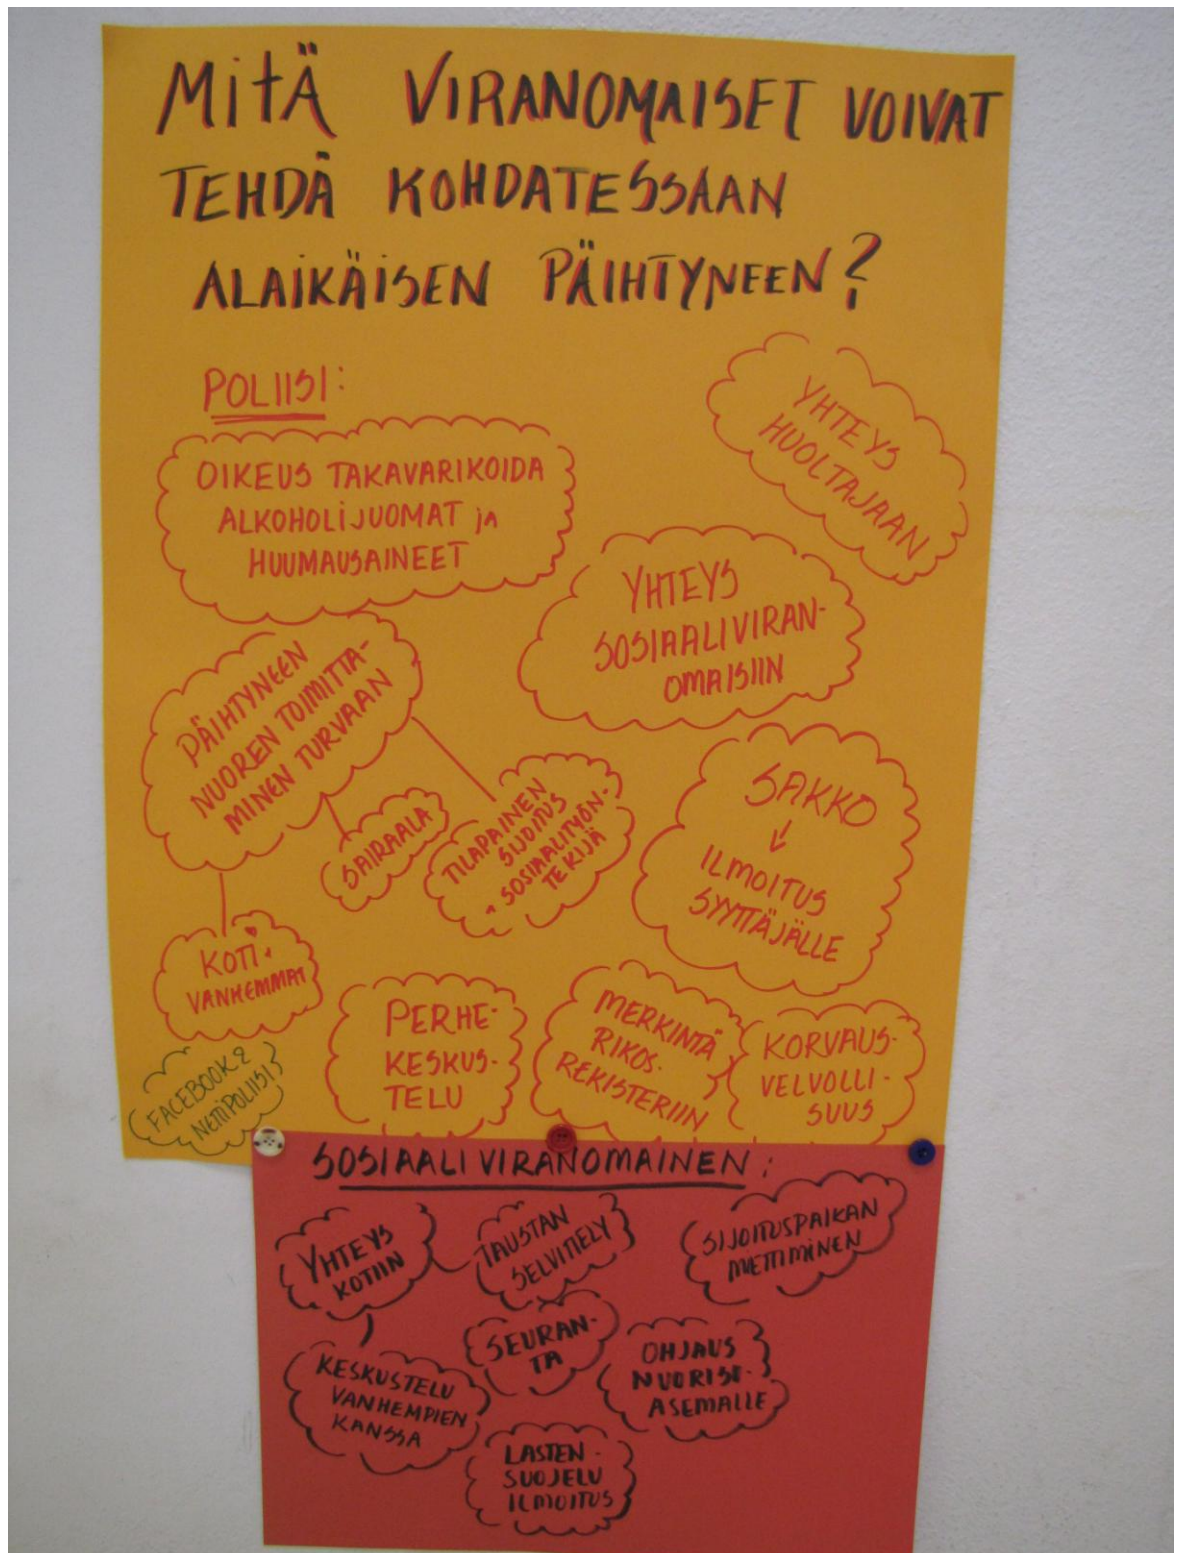 MITÄ VIRANOMAISET VOIVAT
TEHDÄ KOHDATESSAAN
ALAIKÄISEN PÄIHTYNEEN?
POLIISI:
OIKEUS TAKAVARIKOIDA
ALKOHOLIJUOMAT ja
HUUMAUSAINEET
YHTEYS
HUOLTAJAAN
YHTEYS
SOSIAALIVIRAN-
OMAISIIN
PÄIHTYNEEN
NUOREN TOIMITTA-
MINEN TURVAAN
SAIRAALA
TILAPAINEN
SIJOITUS
SOSIAALITYÖN-
TEKIJÄ
SAKKO
ILMOITUS
SYYTTÄJÄLLE
KOTI
VANHEMMAT
PERHE-
KESKUS-
TELU
MERKINTÄ
RIKOS-
REKISTERIIN
KORVAUS-
VELVOLLI-
SUUS
FACEBOOK &
NETTIPOLIISI
SOSIAALIVIRANOMAINEN:
YHTEYS
KOTIIN
TAUSTAN
SELVITTELY
SIJOITUSPAIKAN
MIETTIMINEN
SEURAN-
TA
OHJAUS
NUORISO-
ASEMALLE
KESKUSTELU
VANHEMPIEN
KANSSA
LASTEN-
SUOJELU
ILMOITUS